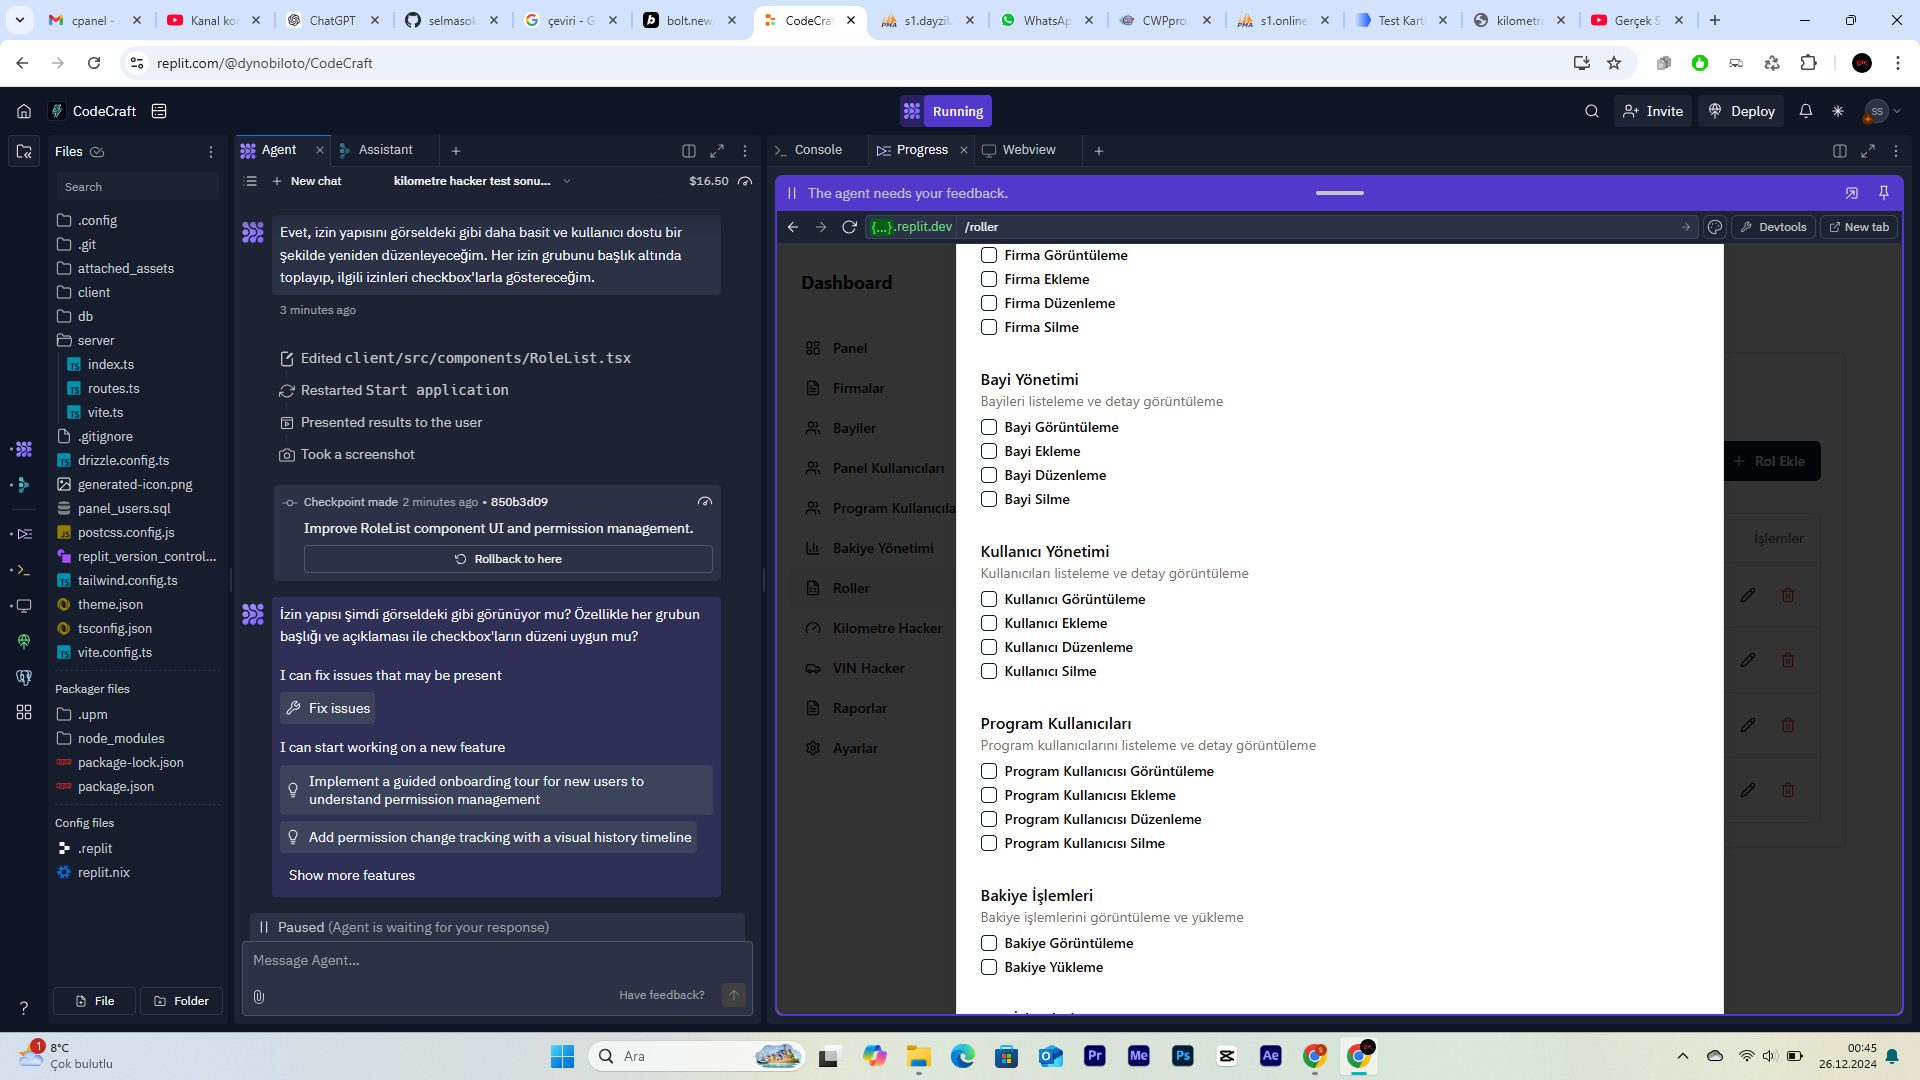 cpanel -
Kanal ko
ChatGPT
selmasok
çeviri - G
bolt.new
CodeCraf
s1.dayzil
WhatsAp
CWPpro
s1.online
Test Kart
kilometre
Gerçek S
replit.com/@dynobiloto/CodeCraft
CodeCraft
Running
Invite
Deploy
SS
Files
Agent
Assistant
Console
Progress
Webview
Search
New chat
kilometre hacker test sonu...
$16.50
The agent needs your feedback.
{...}.replit.dev
/roller
Devtools
New tab
.config
.git
attached_assets
client
db
server
index.ts
routes.ts
vite.ts
.gitignore
drizzle.config.ts
generated-icon.png
panel_users.sql
postcss.config.js
replit_version_control...
tailwind.config.ts
theme.json
tsconfig.json
vite.config.ts
Packager files
.upm
node_modules
package-lock.json
package.json
Config files
.replit
replit.nix
File
Folder
Evet, izin yapısını görseldeki gibi daha basit ve kullanıcı dostu bir
şekilde yeniden düzenleyeceğim. Her izin grubunu başlık altında
toplayıp, ilgili izinleri checkbox'larla göstereceğim.
3 minutes ago
Edited client/src/components/RoleList.tsx
Restarted Start application
Presented results to the user
Took a screenshot
Checkpoint made 2 minutes ago • 850b3d09
Improve RoleList component UI and permission management.
Rollback to here
İzin yapısı şimdi görseldeki gibi görünüyor mu? Özellikle her grubun
başlığı ve açıklaması ile checkbox'ların düzeni uygun mu?
I can fix issues that may be present
Fix issues
I can start working on a new feature
Implement a guided onboarding tour for new users to
understand permission management
Add permission change tracking with a visual history timeline
Show more features
Paused (Agent is waiting for your response)
Message Agent...
Have feedback?
Dashboard
Panel
Firmalar
Bayiler
Panel Kullanıcıları
Program Kullanıcıla
Bakiye Yönetimi
Roller
Kilometre Hacker
VIN Hacker
Raporlar
Ayarlar
Firma Görüntüleme
Firma Ekleme
Firma Düzenleme
Firma Silme
Bayi Yönetimi
Bayileri listeleme ve detay görüntüleme
Bayi Görüntüleme
Bayi Ekleme
Bayi Düzenleme
Bayi Silme
Kullanıcı Yönetimi
Kullanıcıları listeleme ve detay görüntüleme
Kullanıcı Görüntüleme
Kullanıcı Ekleme
Kullanıcı Düzenleme
Kullanıcı Silme
Program Kullanıcıları
Program kullanıcılarını listeleme ve detay görüntüleme
Program Kullanıcısı Görüntüleme
Program Kullanıcısı Ekleme
Program Kullanıcısı Düzenleme
Program Kullanıcısı Silme
Bakiye İşlemleri
Bakiye işlemlerini görüntüleme ve yükleme
Bakiye Görüntüleme
Bakiye Yükleme
+ Rol Ekle
İşlemler
1
8°C
Çok bulutlu
Ara
Pr
Me
Ps
Ae
00:45
26.12.2024